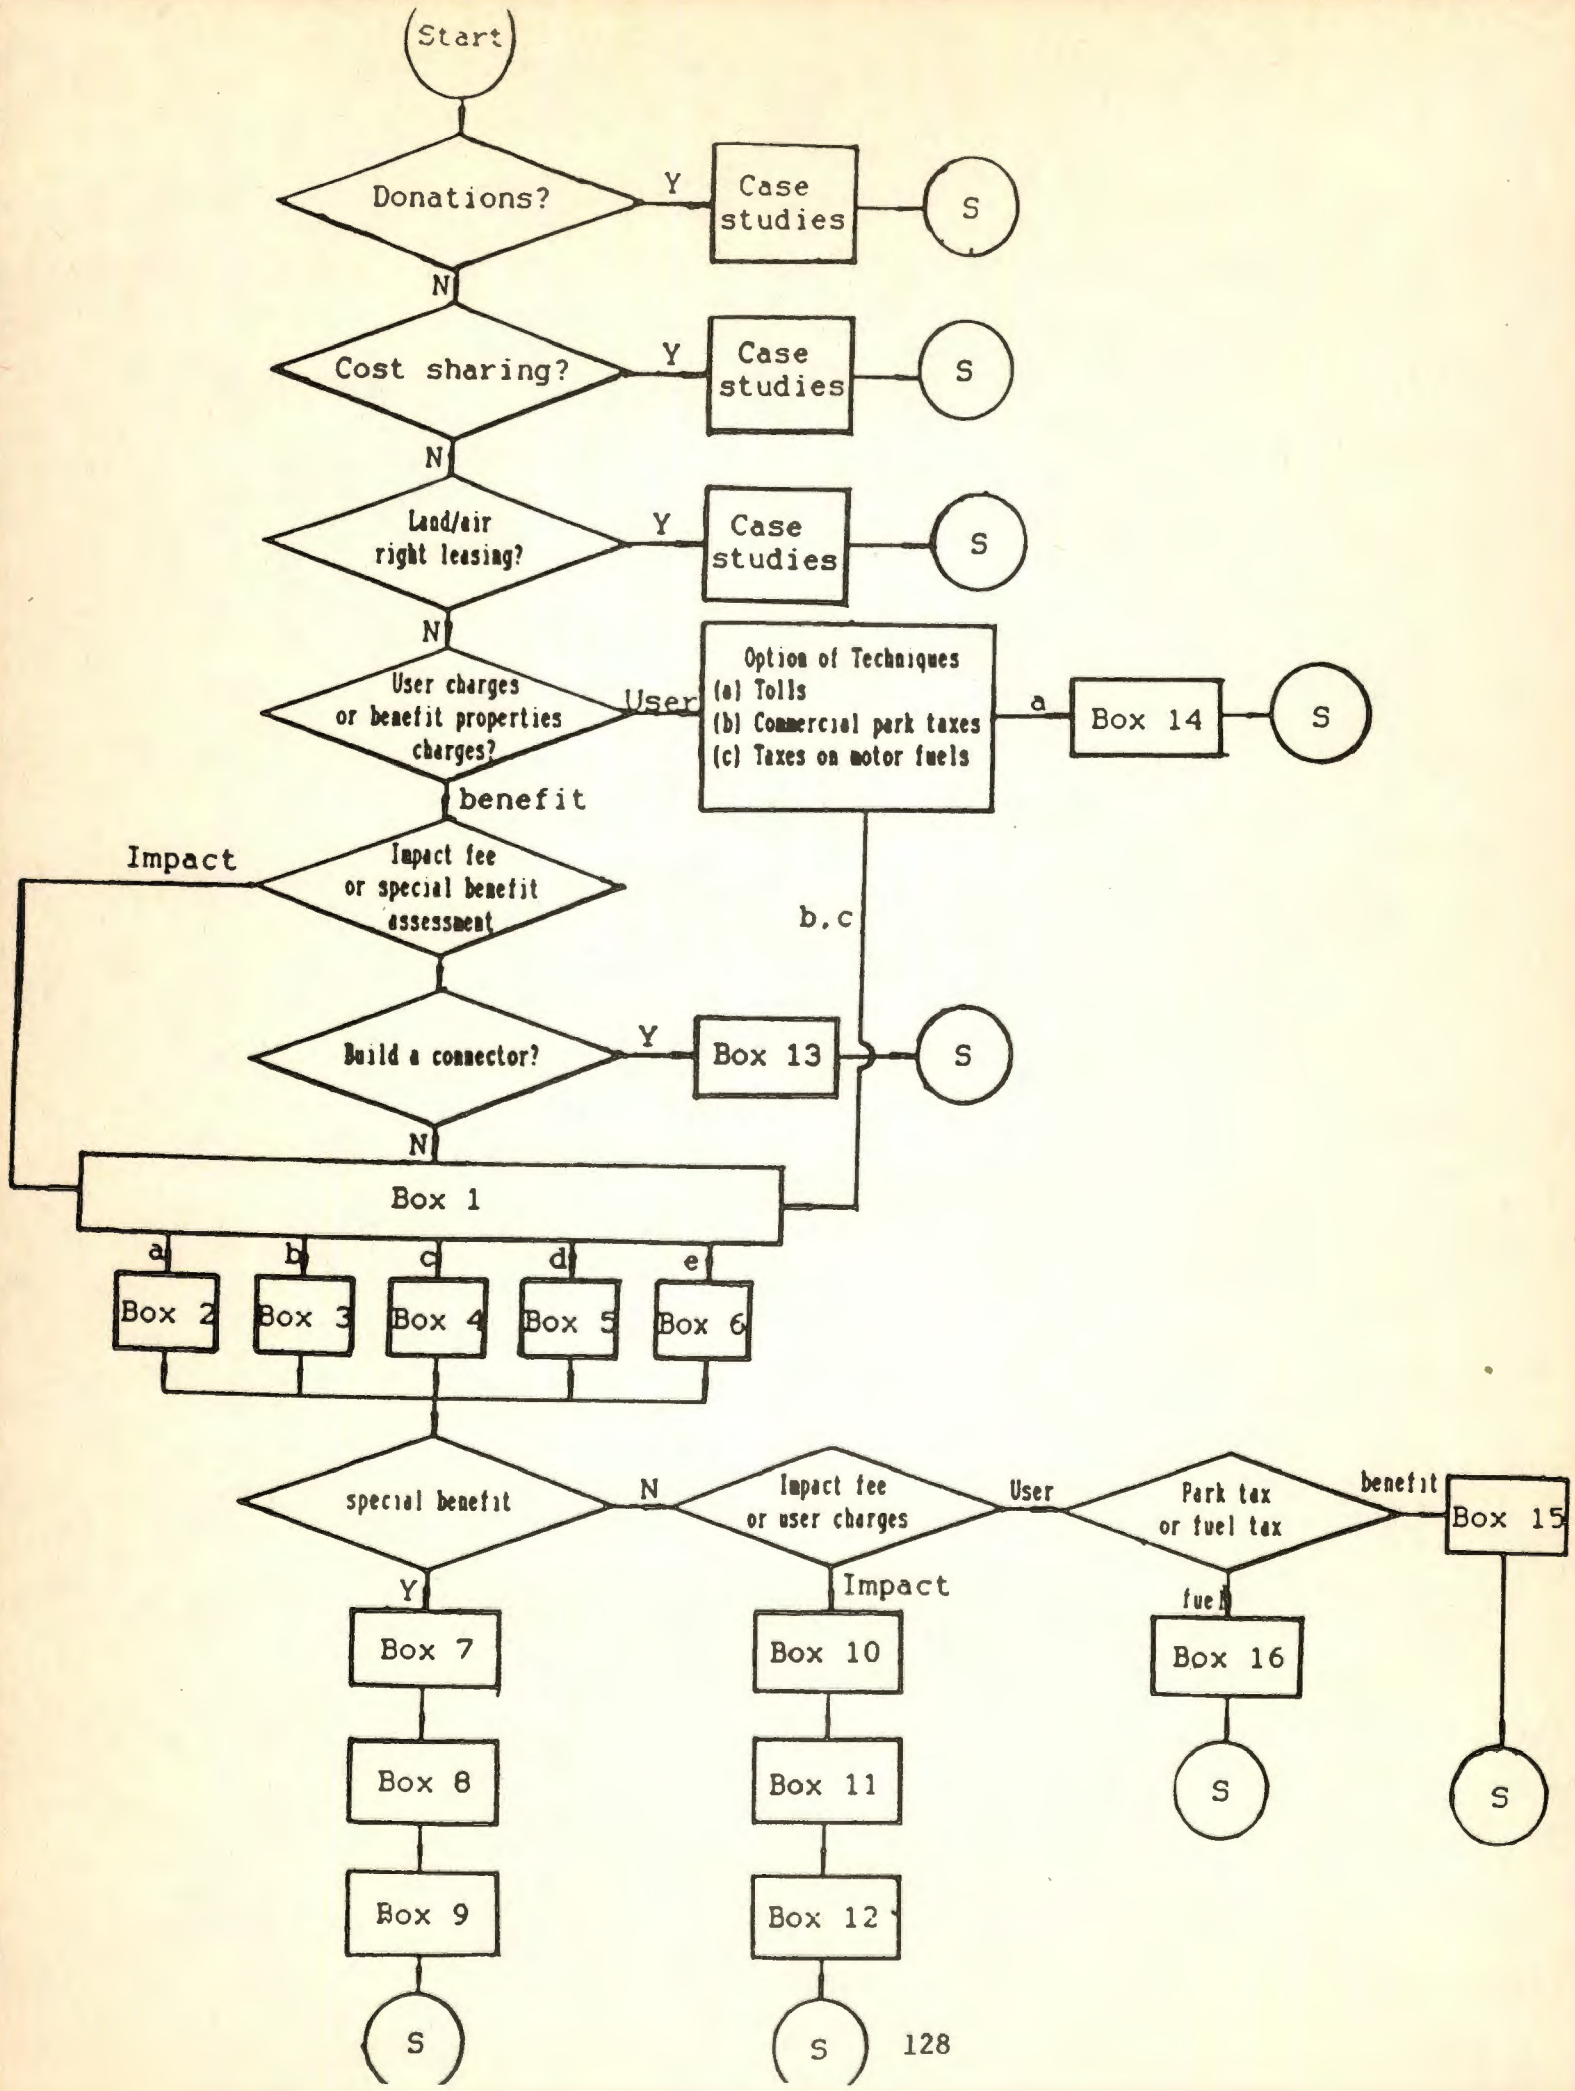 Start
Donations?
Y
Case
studies
S
N
Cost sharing?
Y
Case
studies
S
N
Land/air
right leasing?
Y
Case
studies
S
N
User charges
or benefit properties
charges?
User
Option of Techniques
(a) Tolls
(b) Commercial park taxes
(c) Taxes on motor fuels
a
Box 14
S
benefit
Impact
Impact fee
or special benefit
assessment
b,c
Build a connector?
Y
Box 13
S
N
Box 1
a
b
c
d
e
Box 2
Box 3
Box 4
Box 5
Box 6
special benefit
N
Impact fee
or user charges
User
Park tax
or fuel tax
benefit
Box 15
Y
Impact
fuel
Box 7
Box 10
Box 16
Box 8
Box 11
S
S
Box 9
Box 12
S
S
128